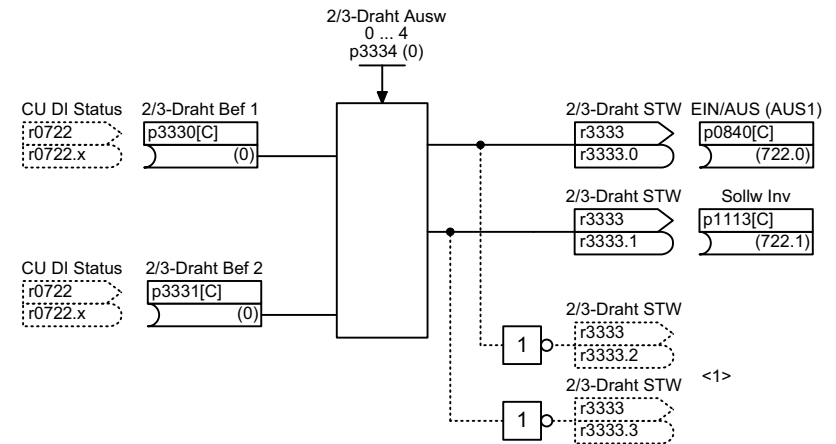 2/3-Draht Ausw
0 ... 4
p3334 (0)
CU DI Status
r0722
r0722.x
2/3-Draht Bef 1
p3330[C]
(0)
2/3-Draht STW
r3333
r3333.0
EIN/AUS (AUS1)
p0840[C]
(722.0)
2/3-Draht STW
r3333
r3333.1
Sollw Inv
p1113[C]
(722.1)
CU DI Status
r0722
r0722.x
2/3-Draht Bef 2
p3331[C]
(0)
2/3-Draht STW
1
r3333
r3333.2
<1>
2/3-Draht STW
1
r3333
r3333.3